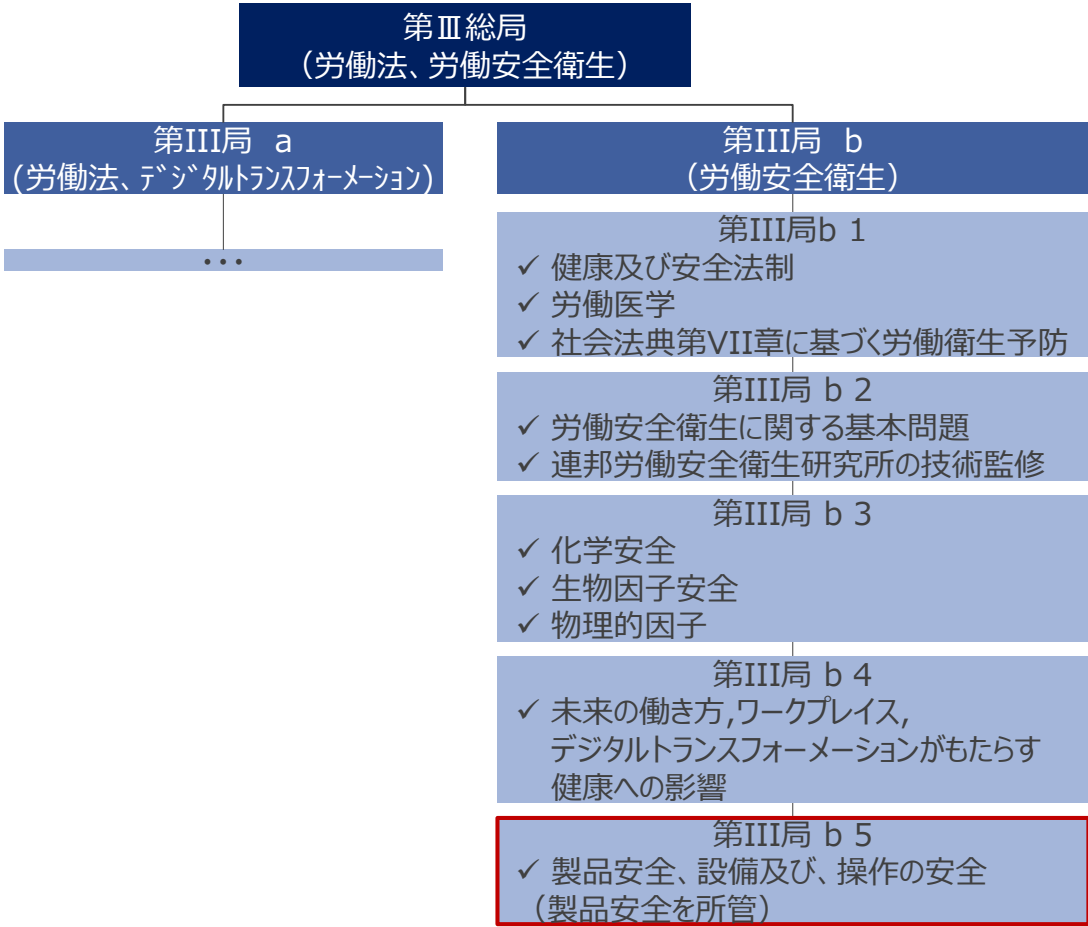 第Ⅲ総局
（労働法、労働安全衛生）
第III局 a
(労働法、ﾃﾞｼﾞﾀﾙﾄﾗﾝｽﾌｫｰﾒｰｼｮﾝ)
・・・
第III局 b
（労働安全衛生）
第III局b 1
✓ 健康及び安全法制
✓ 労働医学
✓ 社会法典第VII章に基づく労働衛生予防
第III局 b 2
✓ 労働安全衛生に関する基本問題
✓ 連邦労働安全衛生研究所の技術監修
第III局 b 3
✓ 化学安全
✓ 生物因子安全
✓ 物理的因子
第III局 b 4
✓ 未来の働き方,ワークプレイス,
デジタルトランスフォーメーションがもたらす
健康への影響
第III局 b 5
✓ 製品安全、設備及び、操作の安全
（製品安全を所管）